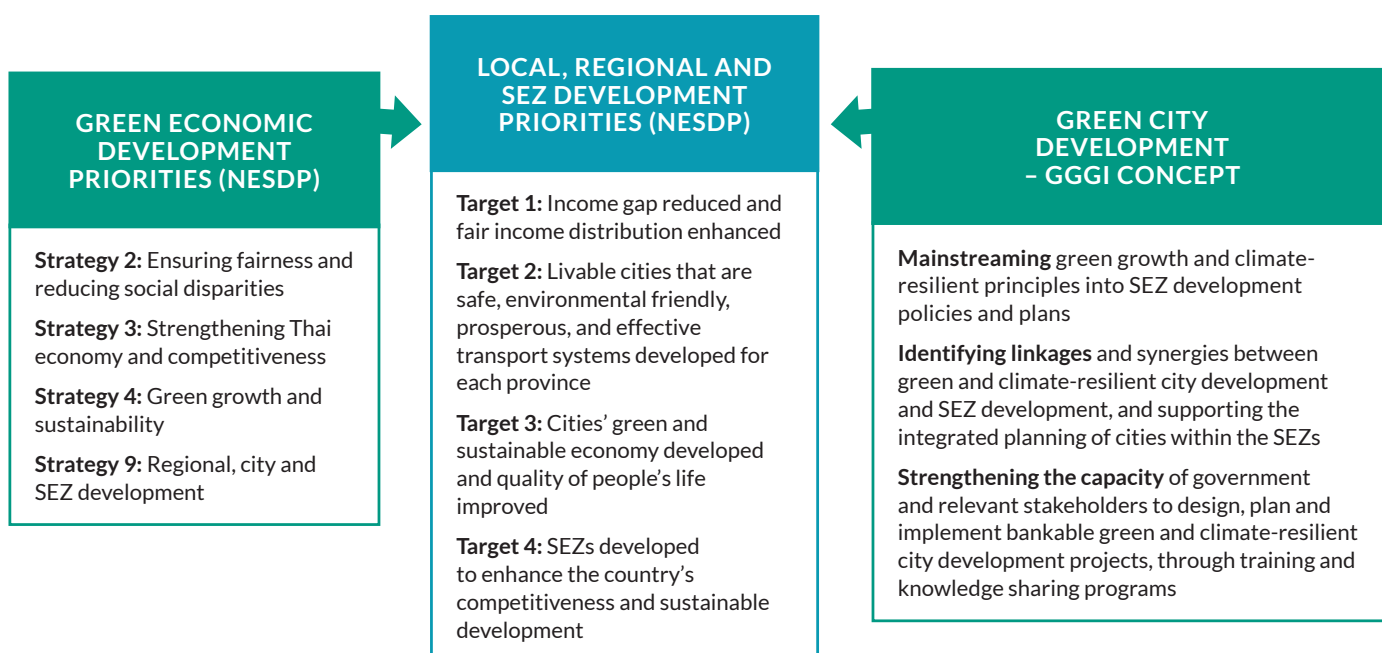 GREEN ECONOMIC
DEVELOPMENT
PRIORITIES (NESDP)
Strategy 2: Ensuring fairness and
reducing social disparities
Strategy 3: Strengthening Thai
economy and competitiveness
Strategy 4: Green growth and
sustainability
Strategy 9: Regional, city and
SEZ development
LOCAL, REGIONAL AND
SEZ DEVELOPMENT
PRIORITIES (NESDP)
Target 1: Income gap reduced and
fair income distribution enhanced
Target 2: Livable cities that are
safe, environmental friendly,
prosperous, and effective
transport systems developed for
each province
Target 3: Cities’ green and
sustainable economy developed
and quality of people’s life
improved
Target 4: SEZs developed
to enhance the country’s
competitiveness and sustainable
development
GREEN CITY
DEVELOPMENT
– GGGI CONCEPT
Mainstreaming green growth and climate-
resilient principles into SEZ development
policies and plans
Identifying linkages and synergies between
green and climate-resilient city development
and SEZ development, and supporting the
integrated planning of cities within the SEZs
Strengthening the capacity of government
and relevant stakeholders to design, plan and
implement bankable green and climate-resilient
city development projects, through training and
knowledge sharing programs